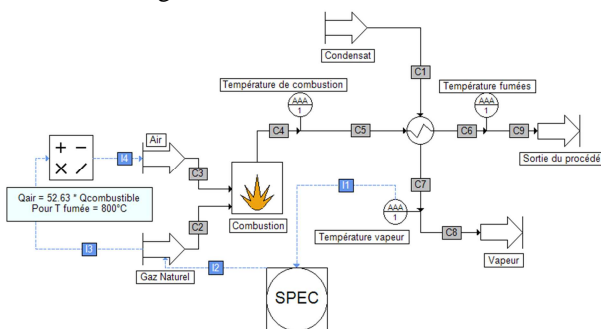 Condensat
C1
Température de combustion
Température fumées
AAA
1
AAA
1
C4
C5
C6
C9
Sortie du procédé
Air
I4
C3
Qair = 52.63 * Qcombustible
Pour T fumée = 800°C
Combustion
I1
C7
AAA
1
Température vapeur
C8
Vapeur
C2
I3
Gaz Naturel
I2
SPEC